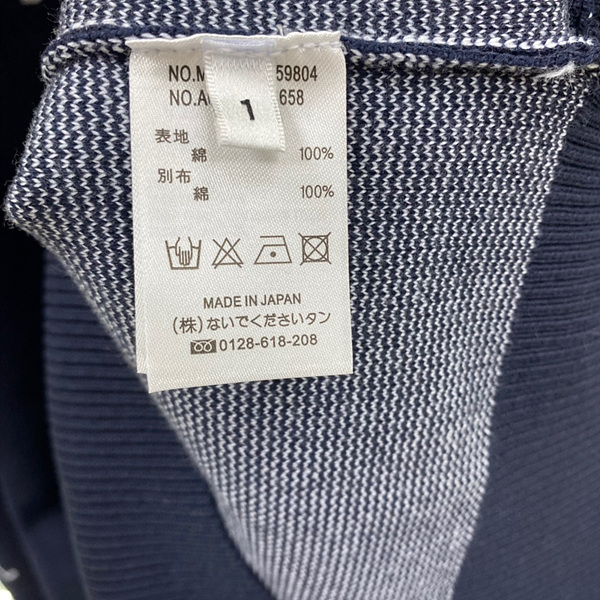 NO.M 59804
NO.A 658
1
表地
綿 100%
別布
綿 100%
MADE IN JAPAN
(株)ないでくださいタン
0128-618-208